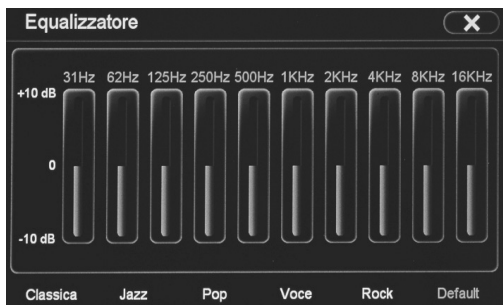 Equalizzatore
31Hz 62Hz 125Hz 250Hz 500Hz 1KHz 2KHz 4KHz 8KHz 16KHz
+10 dB
0
-10 dB
Classica Jazz Pop Voce Rock Default